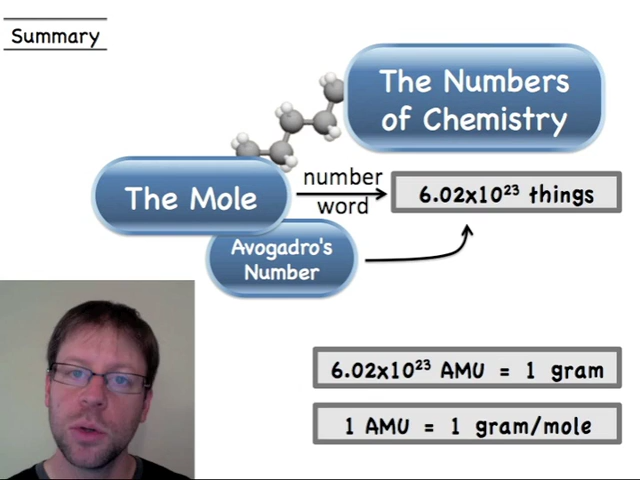 Summary
The Numbers
of Chemistry
The Mole
number
word
6.02x10²³ things
Avogadro's
Number
6.02x10²³ AMU = 1 gram
1 AMU = 1 gram/mole